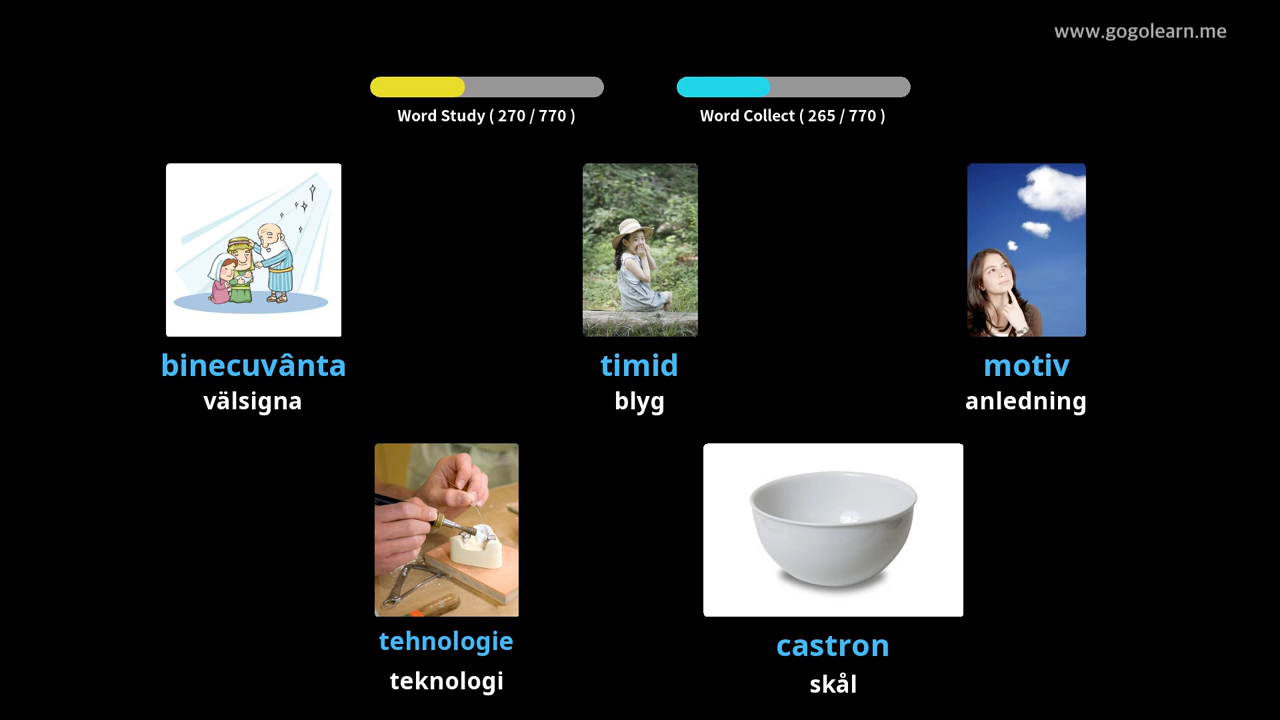 www.gogolearn.me
Word Study ( 270 / 770 )
Word Collect ( 265 / 770 )
binecuvânta
välsigna
timid
blyg
motiv
anledning
tehnologie
teknologi
castron
skål